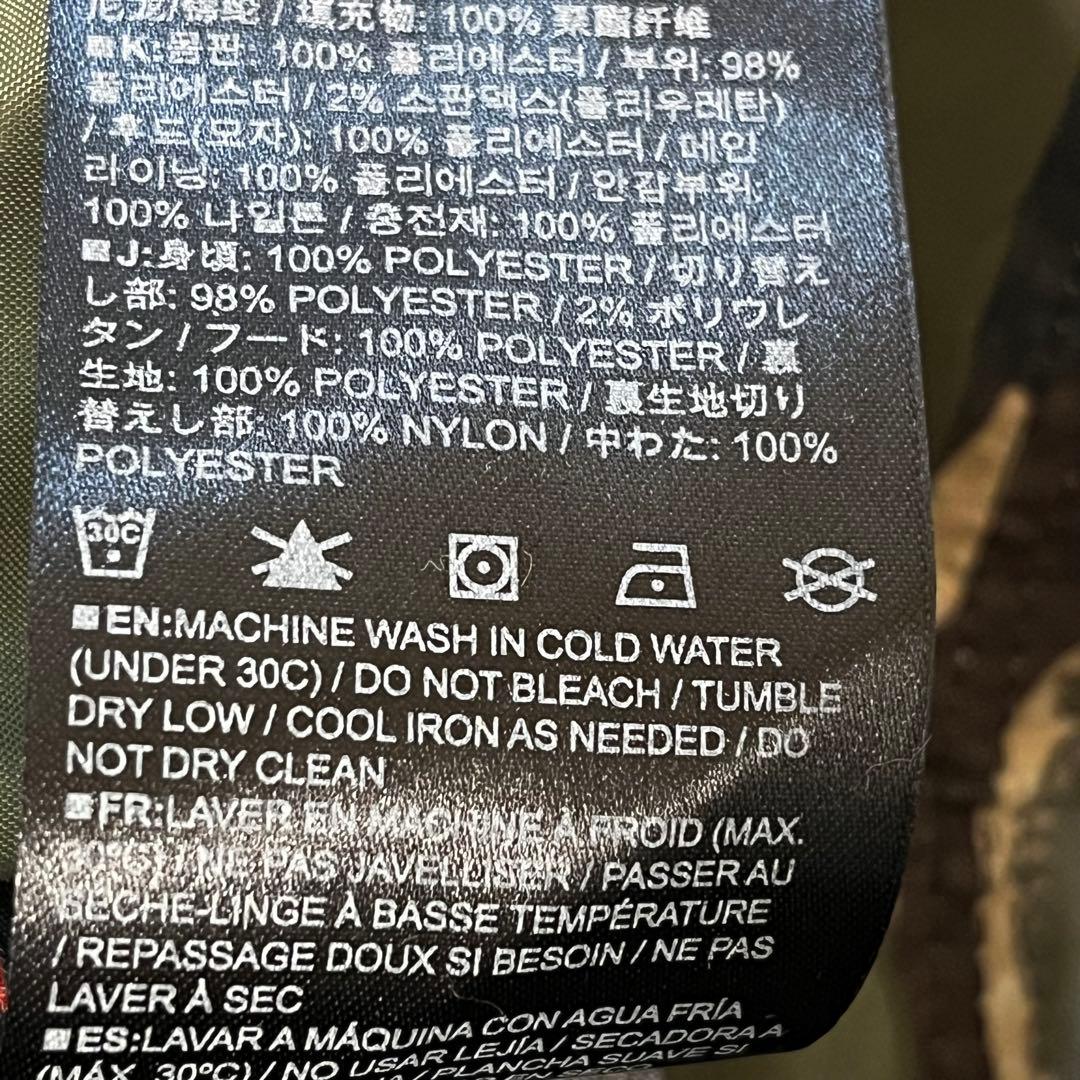 填充物: 100% 聚酯纤维
K:몸판: 100% 폴리에스터 / 부위: 98%
폴리에스터 / 2% 스판덱스(폴리우레탄)
/ 후드(모자): 100% 폴리에스터 / 메인
라이닝: 100% 폴리에스터 / 안감부위:
100% 나일론 / 충전재: 100% 폴리에스터
J:身頃: 100% POLYESTER / 切り替え
し部: 98% POLYESTER / 2% ポリウレ
タン / フード: 100% POLYESTER / 裏
生地: 100% POLYESTER / 裏生地切り
替えし部: 100% NYLON / 中わた: 100%
POLYESTER
30C
EN:MACHINE WASH IN COLD WATER
(UNDER 30C) / DO NOT BLEACH / TUMBLE
DRY LOW / COOL IRON AS NEEDED / DO
NOT DRY CLEAN
FR:LAVER EN MACHINE À FROID (MAX.
30°C) / NE PAS JAVELLISER / PASSER AU
SÈCHE-LINGE À BASSE TEMPÉRATURE
/ REPASSAGE DOUX SI BESOIN / NE PAS
LAVER À SEC
ES:LAVAR A MÁQUINA CON AGUA FRÍA
(MÁX. 30°C) / NO USAR LEJÍA / SECADORA A
/ PLANCHA SUAVE SI